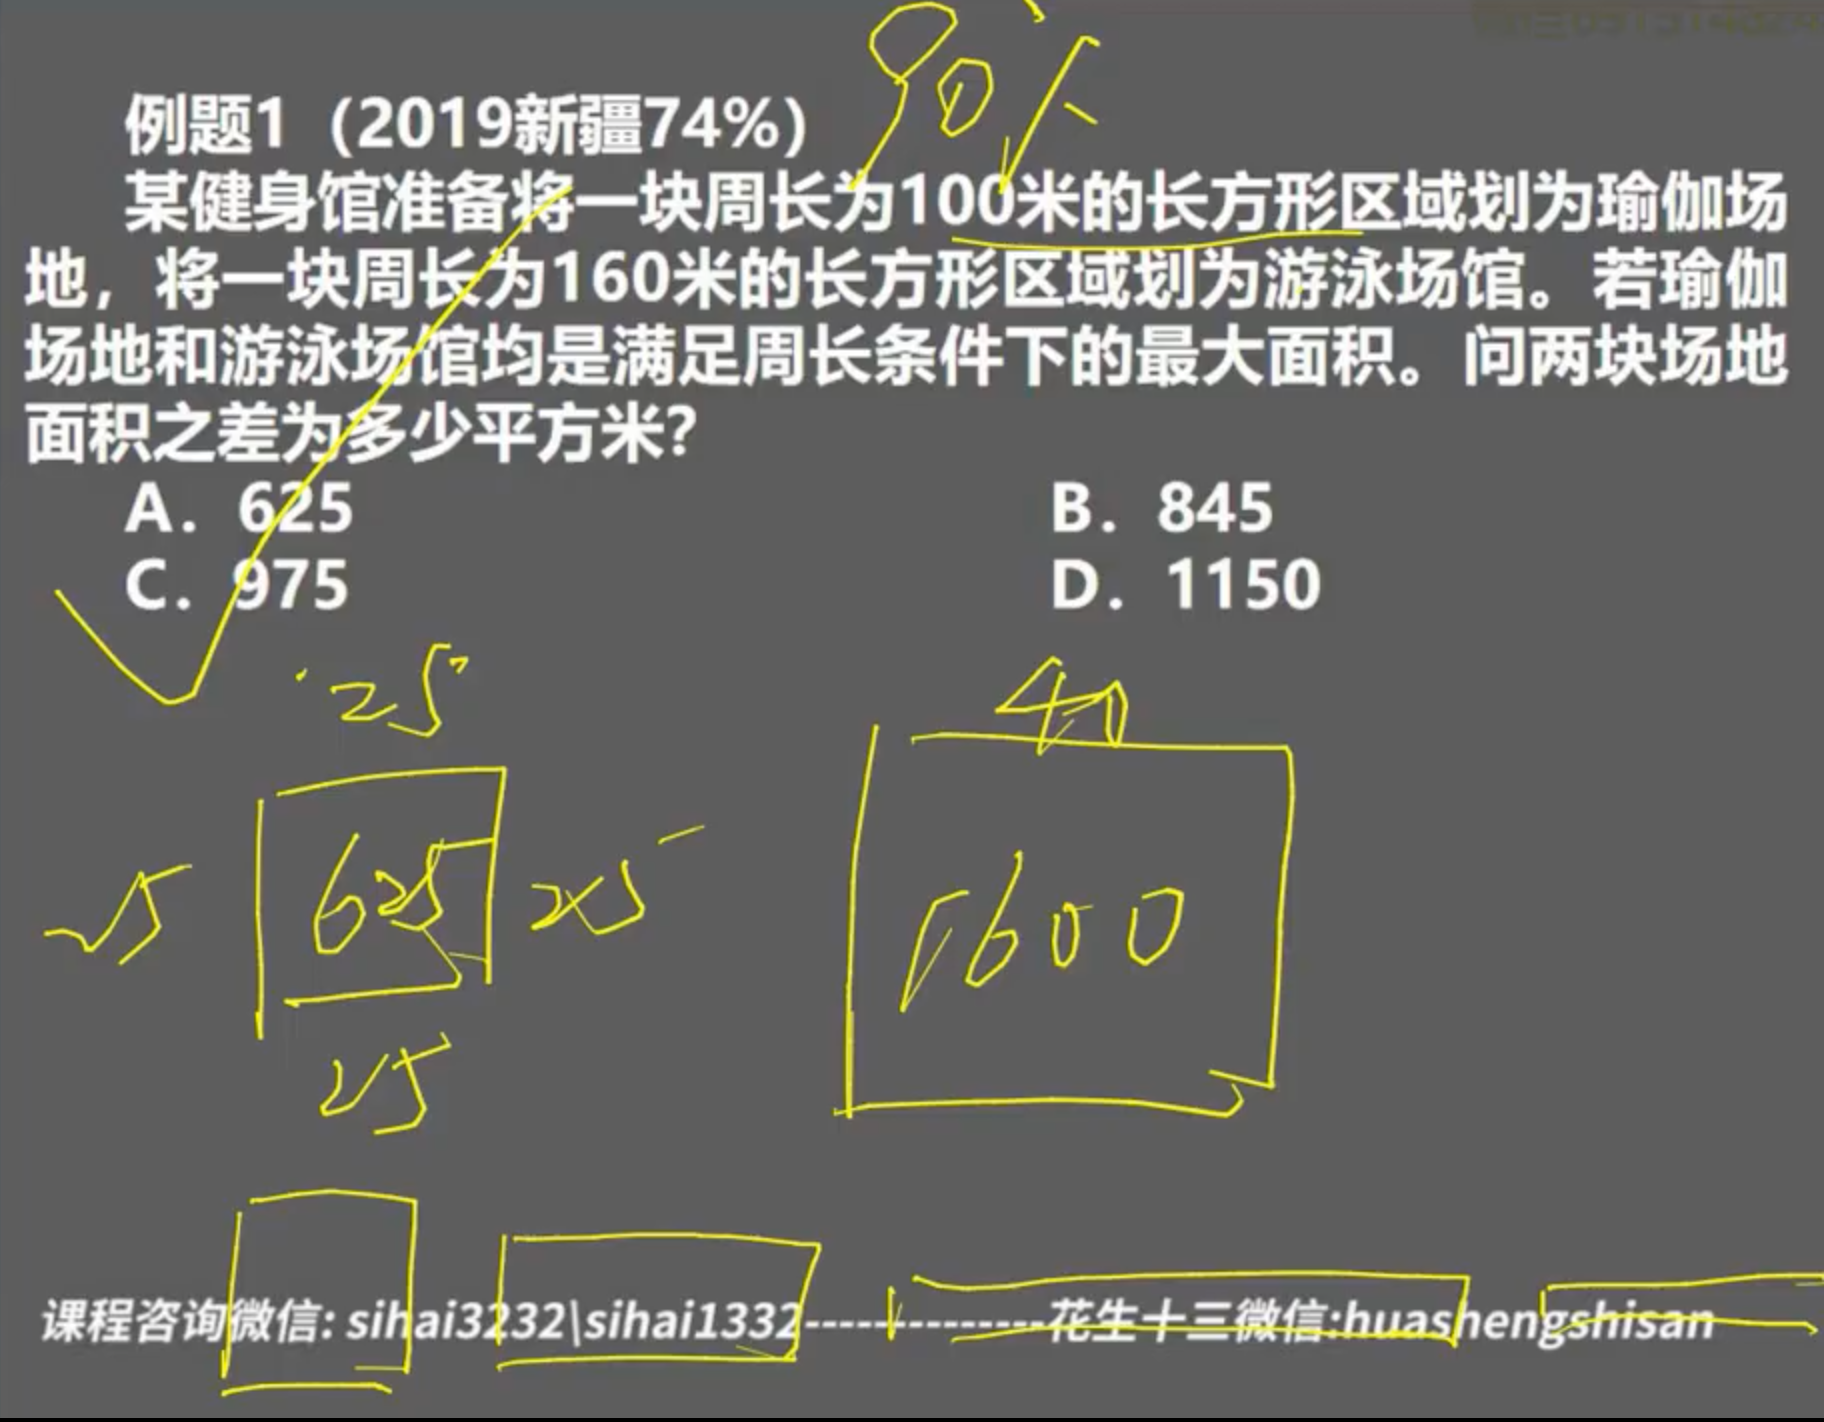 90%
例题1（2019新疆74%）
某健身馆准备将一块周长为100米的长方形区域划为瑜伽场
地，将一块周长为160米的长方形区域划为游泳场馆。若瑜伽
场地和游泳场馆均是满足周长条件下的最大面积。问两块场地
面积之差为多少平方米？
A. 625 B. 845
C. 975 D. 1150
25 40
25 625 25 1600
25
课程咨询微信: sihai3232\sihai1332--------------花生十三微信:huashengshisan